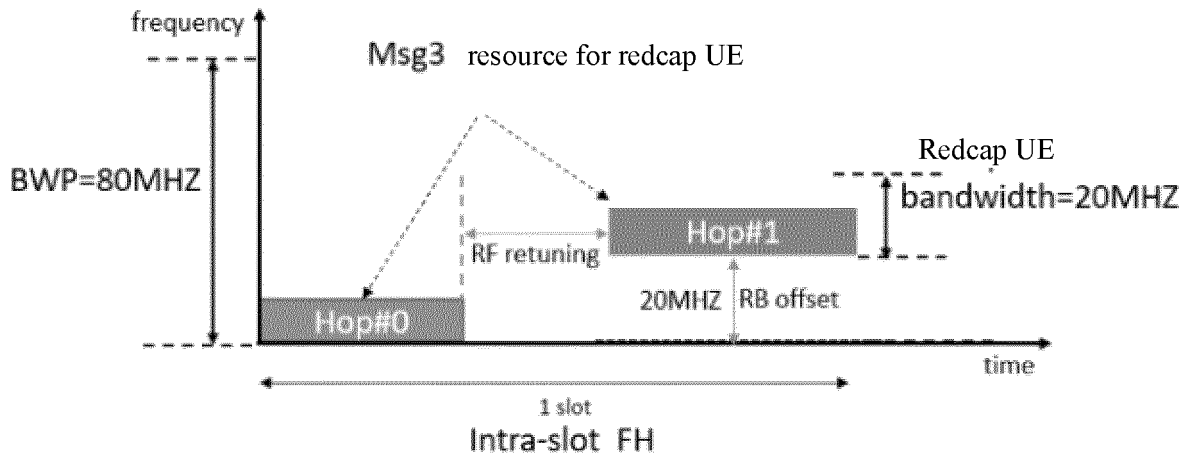 frequency
Msg3 resource for redcap UE
Redcap UE
BWP=80MHZ
bandwidth=20MHZ
Hop#1
RF retuning
20MHZ RB offset
Hop#0
time
1 slot
Intra-slot FH